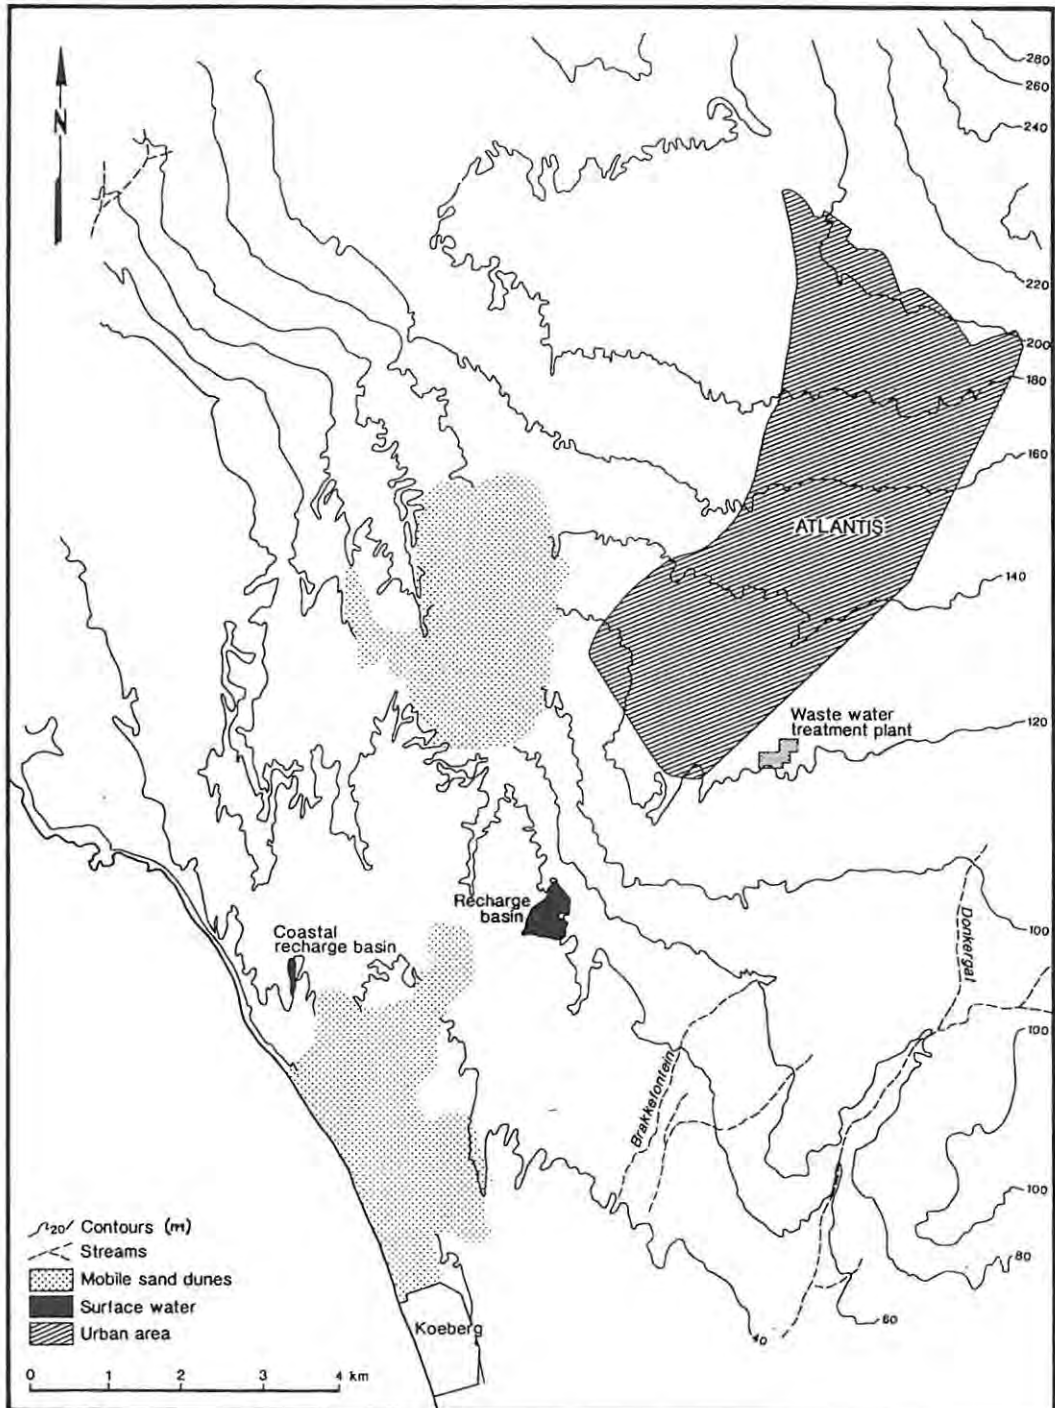 N
280
260
240
220
200
180
160
ATLANTIS
140
Waste water
treatment plant
120
Recharge
basin
Donkergat
100
Coastal
recharge basin
100
Brakkefontein
100
80
60
40
20 Contours (m)
Streams
Mobile sand dunes
Surface water
Urban area
Koeberg
0 1 2 3 4 km